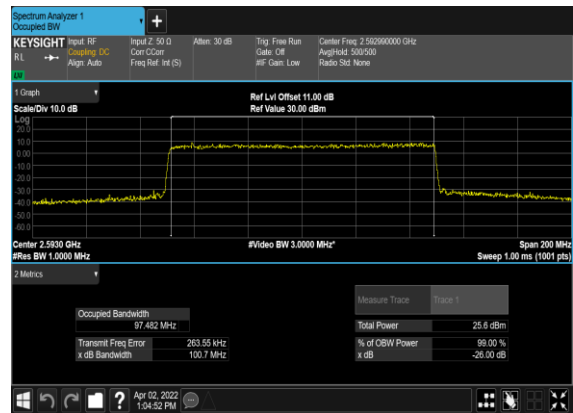 Spectrum Analyzer 1
Occupied BW
KEYSIGHT
RL
LW
Input: RF
Coupling: DC
Align: Auto
Input Z: 50 Ω
Corr CCorr
Freq Ref: Int (S)
Atten: 30 dB
Trig: Free Run
Gate: Off
#IF Gain: Low
Center Freq: 2.592990000 GHz
Avg|Hold: 500/500
Radio Std: None
1 Graph
Scale/Div 10.0 dB
Ref Lvl Offset 11.00 dB
Ref Value 30.00 dBm
Log
20.0
10.0
0.00
-10.0
-20.0
-30.0
-40.0
-50.0
-60.0
Center 2.5930 GHz
#Res BW 1.0000 MHz
#Video BW 3.0000 MHz*
Span 200 MHz
Sweep 1.00 ms (1001 pts)
2 Metrics
Measure Trace Trace 1
Occupied Bandwidth
97.482 MHz
Transmit Freq Error 263.55 kHz
x dB Bandwidth 100.7 MHz
Total Power 25.6 dBm
% of OBW Power 99.00 %
x dB -26.00 dB
?
Apr 02, 2022
1:04:52 PM